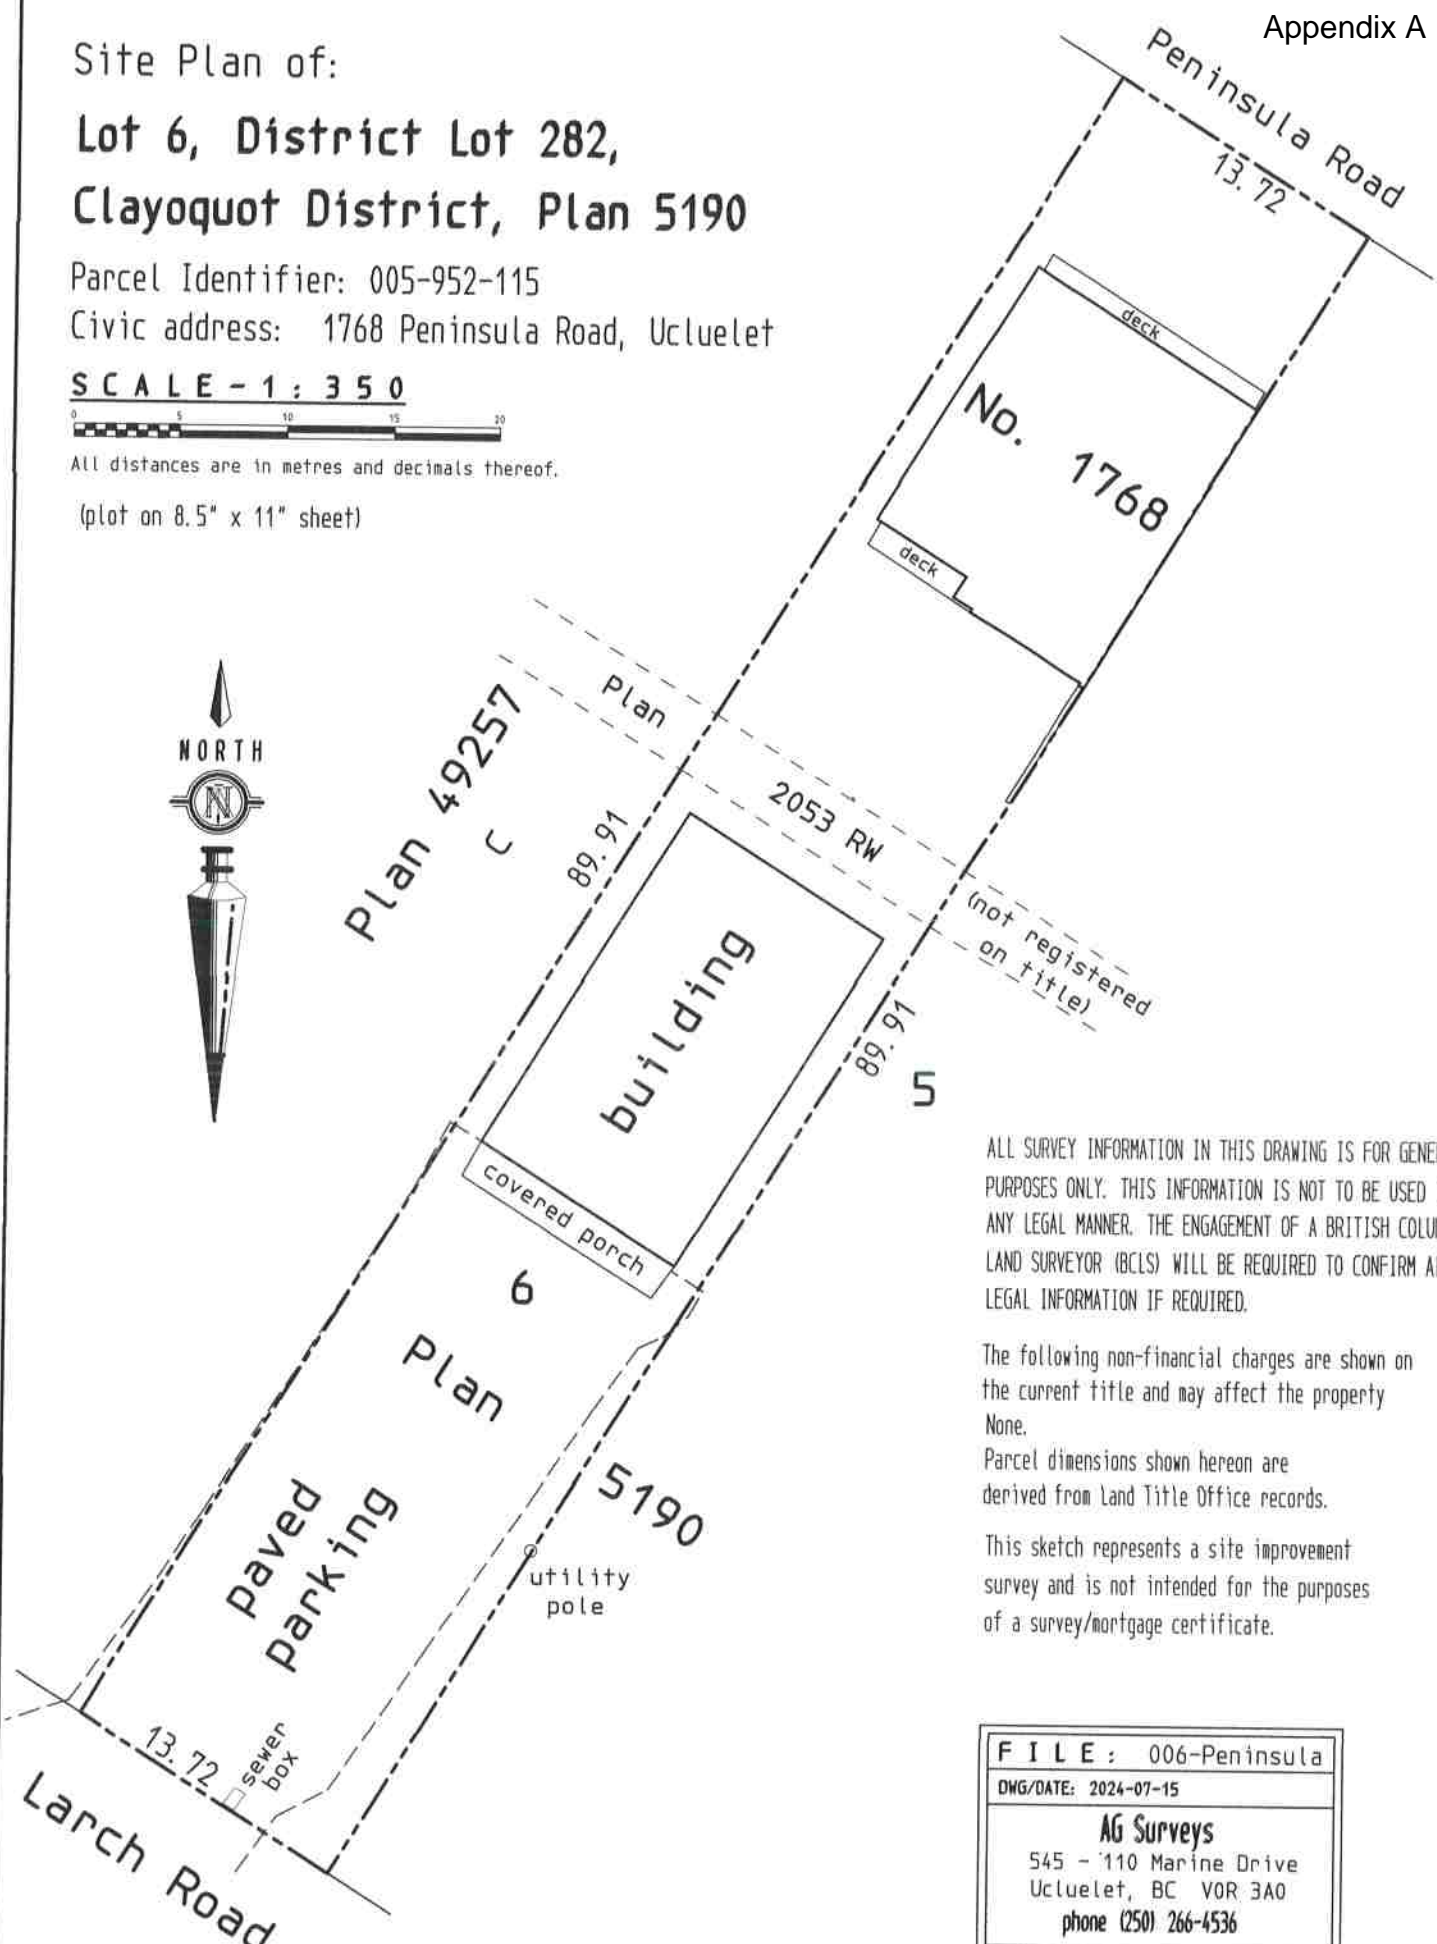 Appendix A
Site Plan of:
Lot 6, District Lot 282,
Clayoquot District, Plan 5190
Parcel Identifier: 005-952-115
Civic address: 1768 Peninsula Road, Ucluelet
SCALE - 1 : 350
0 5 10 15 20
All distances are in metres and decimals thereof.
(plot on 8.5" x 11" sheet)
Peninsula Road
13.72
deck
No. 1768
deck
NORTH
N
Plan
2053 RW
(not registered
on title)
Plan 49257
C
89.91
building
89.91
5
covered porch
6
Plan
5190
paved
parking
utility
pole
13.72
sewer
box
Larch Road
ALL SURVEY INFORMATION IN THIS DRAWING IS FOR
PURPOSES ONLY. THIS INFORMATION IS NOT TO BE USED
ANY LEGAL MANNER. THE ENGAGEMENT OF A BRITISH
LAND SURVEYOR (BCLS) WILL BE REQUIRED TO CONFIRM
LEGAL INFORMATION IF REQUIRED.
The following non-financial charges are shown on
the current title and may affect the property
None.
Parcel dimensions shown hereon are
derived from Land Title Office records.
This sketch represents a site improvement
survey and is not intended for the purposes
of a survey/mortgage certificate.
FILE: 006-Peninsula
DWG/DATE: 2024-07-15
AG Surveys
545 - 110 Marine Drive
Ucluelet, BC V0R 3A0
phone (250) 266-4536